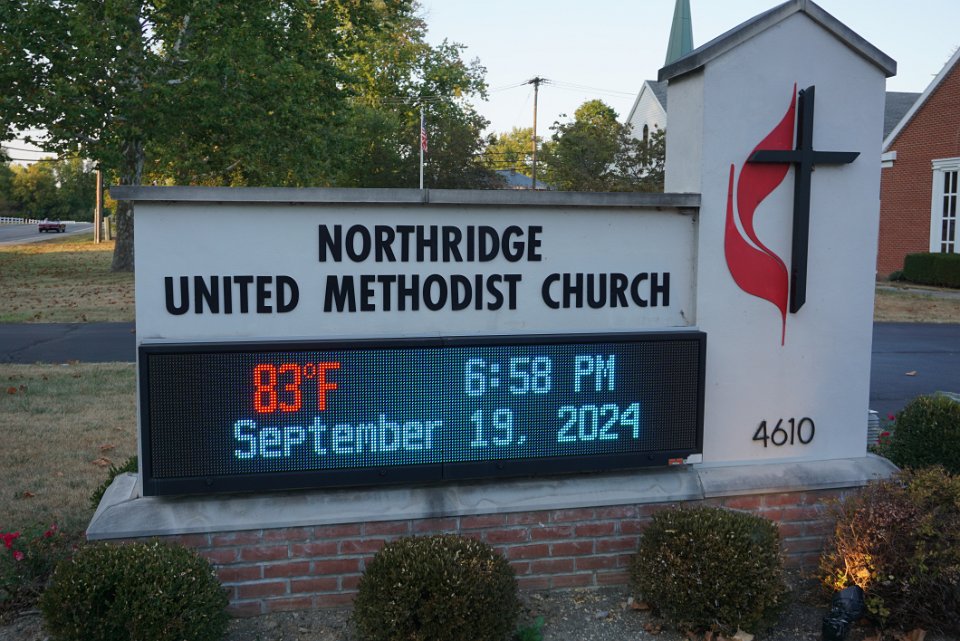 NORTHRIDGE
UNITED METHODIST CHURCH
83°F 6:58 PM
September 19, 2024
4610